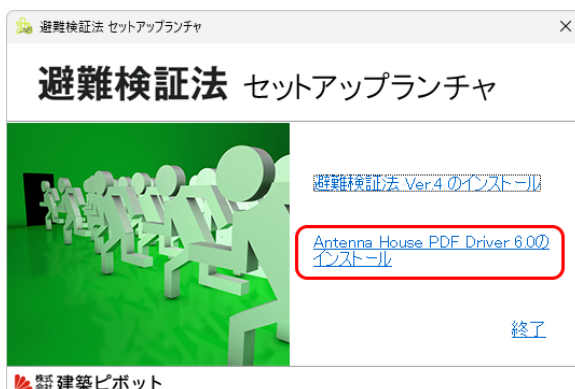 避難検証法 セットアップランチャ
避難検証法 セットアップランチャ
避難検証法 Ver.4 のインストール
Antenna House PDF Driver 6.0の
インストール
終了
株式会社 建築ピボット